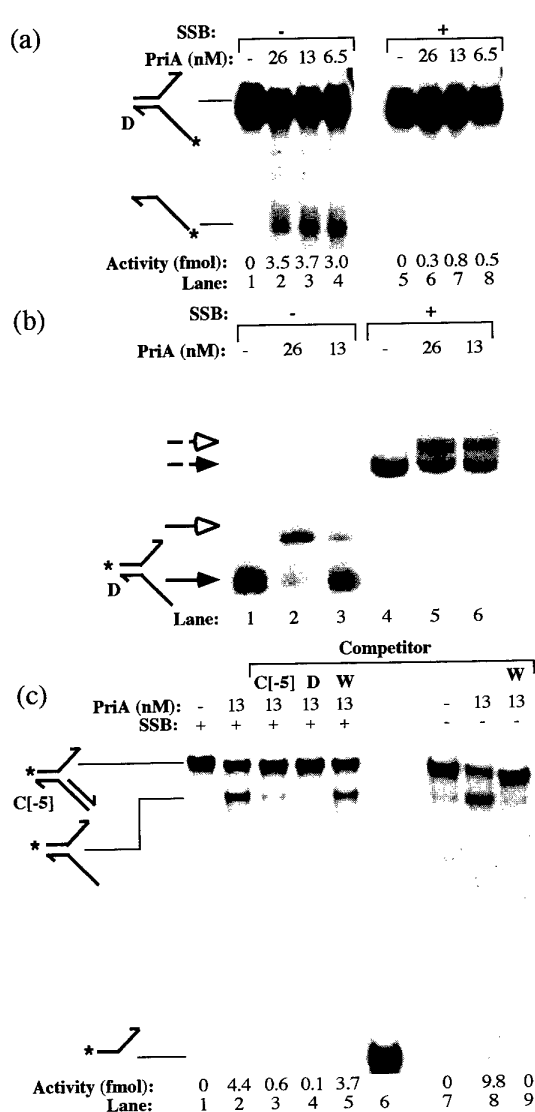 (a)
SSB: - +
PriA (nM): - 26 13 6.5 - 26 13 6.5
D
*
*
Activity (fmol): 0 3.5 3.7 3.0 0 0.3 0.8 0.5
Lane: 1 2 3 4 5 6 7 8
(b)
SSB: - +
PriA (nM): - 26 13 - 26 13
*
D
Lane: 1 2 3 4 5 6
(c)
Competitor
C[-5] D W W
PriA (nM): - 13 13 13 13 - 13 13
SSB: + + + + + - - -
*
C[-5]
*
*
Activity (fmol): 0 4.4 0.6 0.1 3.7 0 9.8 0
Lane: 1 2 3 4 5 6 7 8 9